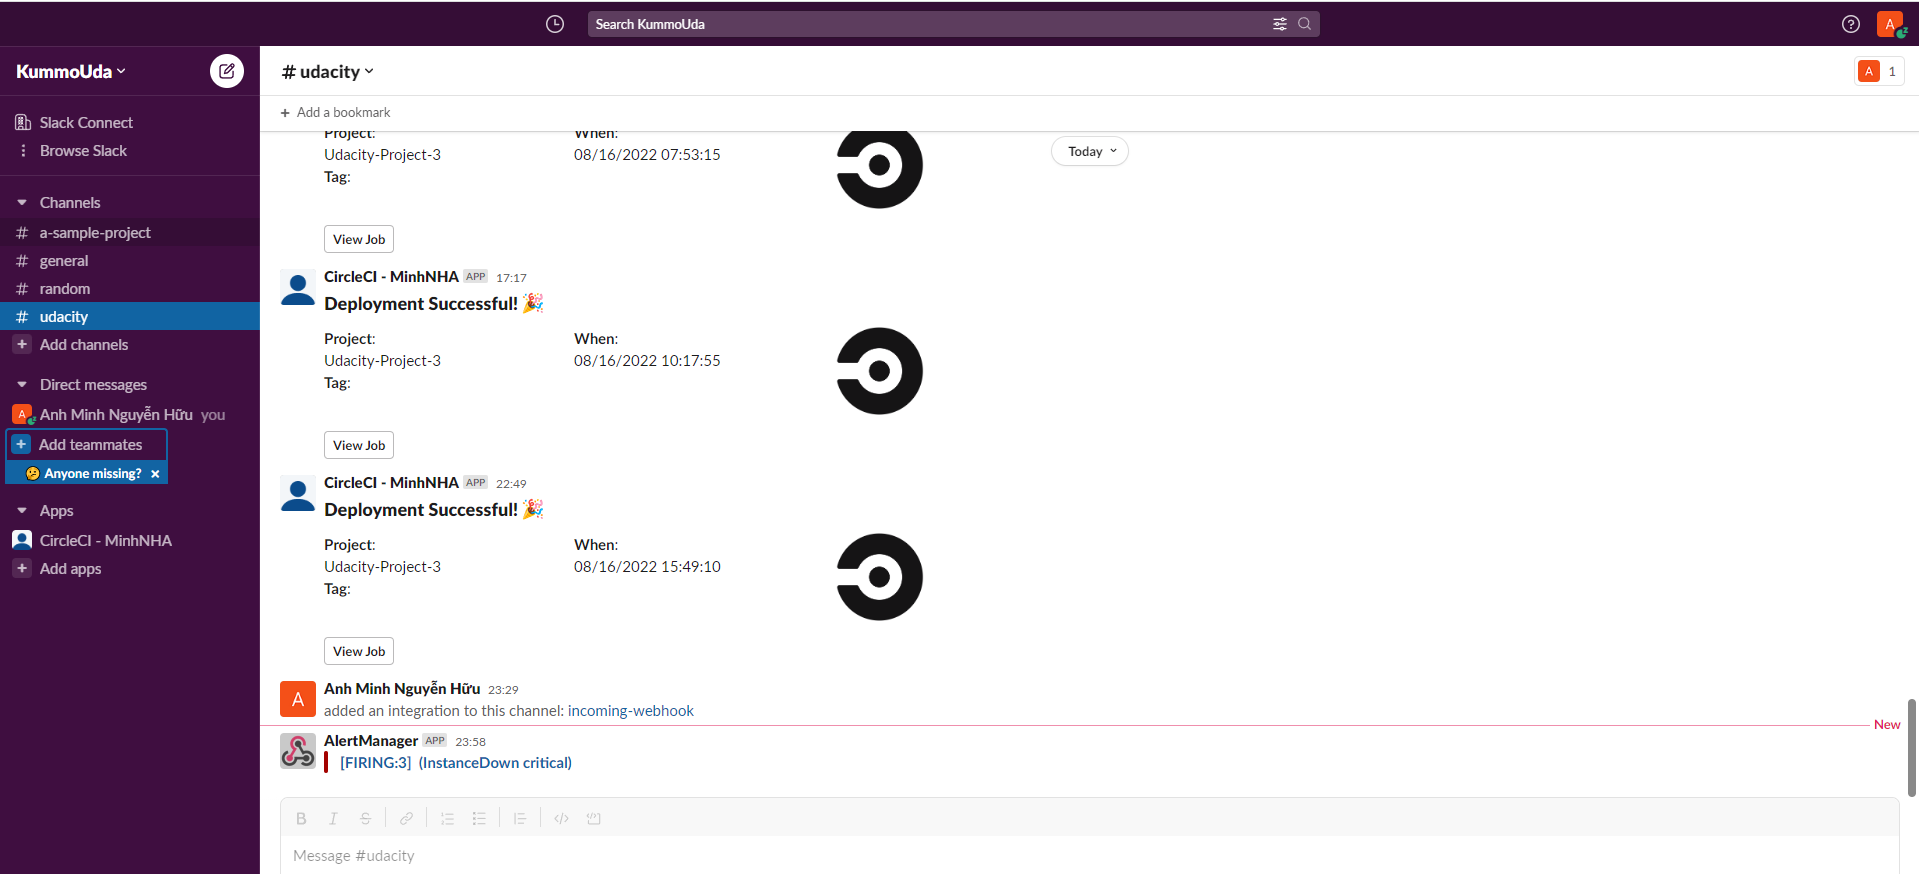 Search KummoUda
A
KummoUda
# udacity
A 1
+ Add a bookmark
Slack Connect
Browse Slack
Channels
# a-sample-project
# general
# random
# udacity
+ Add channels
Direct messages
A Anh Minh Nguyễn Hữu you
+ Add teammates
Anyone missing? ×
Apps
CircleCI - MinhNHA
+ Add apps
Today
Project: When:
Udacity-Project-3 08/16/2022 07:53:15
Tag:
View Job
CircleCI - MinhNHA APP 17:17
Deployment Successful! 🎉
Project: When:
Udacity-Project-3 08/16/2022 10:17:55
Tag:
View Job
CircleCI - MinhNHA APP 22:49
Deployment Successful! 🎉
Project: When:
Udacity-Project-3 08/16/2022 15:49:10
Tag:
View Job
A Anh Minh Nguyễn Hữu 23:29
added an integration to this channel: incoming-webhook
New
AlertManager APP 23:58
[FIRING:3] (InstanceDown critical)
B I S
Message #udacity